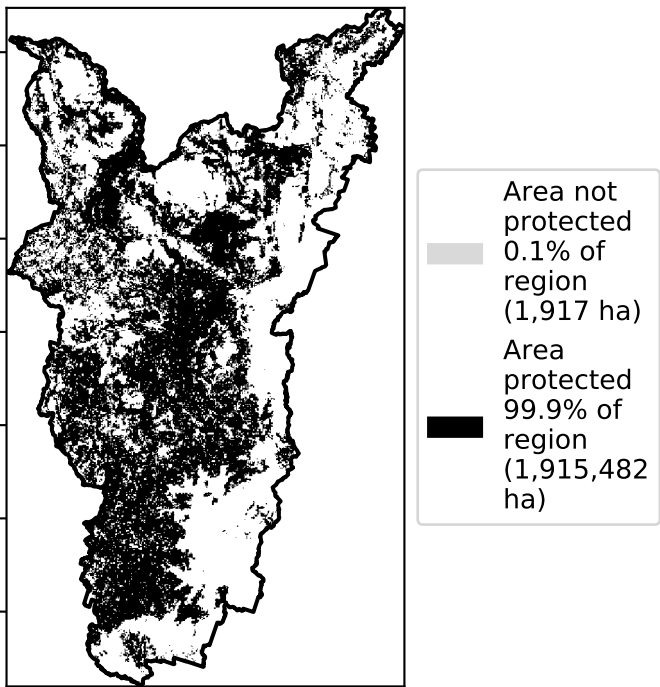 Area not
protected
0.1% of
region
(1,917 ha)
Area
protected
99.9% of
region
(1,915,482
ha)